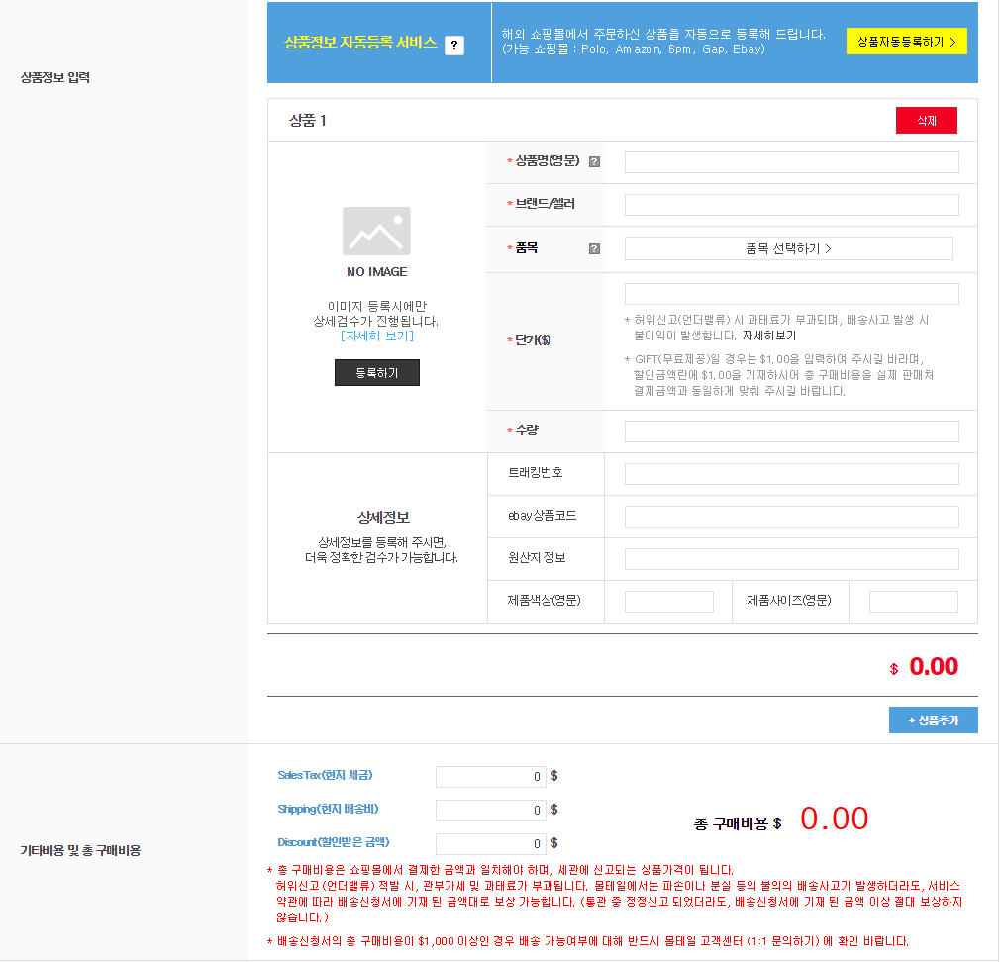 상품정보 입력
상품정보 자동등록 서비스 ?
해외 쇼핑몰에서 주문하신 상품을 자동으로 등록해 드립니다.
(가능 쇼핑몰 : Polo, Amazon, 6pm, Gap, Ebay)
상품자동등록하기 >
상품 1
삭제
NO IMAGE
이미지 등록시에만
상세검수가 진행됩니다.
[자세히 보기]
등록하기
* 상품명(영문) ?
* 브랜드/셀러
* 품목 ?
품목 선택하기 >
* 단가($)
* 허위신고(언더밸류) 시 과태료가 부과되며, 배송사고 발생 시
불이익이 발생합니다. 자세히보기
* GIFT(무료제공)일 경우는 $1.00을 입력하여 주시길 바라며,
할인금액란에 $1.00을 기재하시어 총 구매비용을 실제 판매처
결제금액과 동일하게 맞춰 주시길 바랍니다.
* 수량
상세정보
상세정보를 등록해 주시면,
더욱 정확한 검수가 가능합니다.
트래킹번호
ebay상품코드
원산지 정보
제품색상(영문)
제품사이즈(영문)
$ 0.00
+ 상품추가
기타비용 및 총 구매비용
Sales Tax(현지 세금) 0 $
Shipping(현지 배송비) 0 $
Discount(할인받은 금액) 0 $
총 구매비용 $ 0.00
* 총 구매비용은 쇼핑몰에서 결제한 금액과 일치해야 하며, 세관에 신고되는 상품가격이 됩니다.
허위신고(언더밸류) 적발 시, 관부가세 및 과태료가 부과됩니다. 몰테일에서는 파손이나 분실 등의 불의의 배송사고가 발생하더라도, 서비스
약관에 따라 배송신청서에 기재 된 금액대로 보상 가능합니다. (통관 중 정정신고 되었더라도, 배송신청서에 기재 된 금액 이상 절대 보상하지
않습니다.)
* 배송신청서의 총 구매비용이 $1,000 이상인 경우 배송 가능여부에 대해 반드시 몰테일 고객센터 (1:1 문의하기)에 확인 바랍니다.